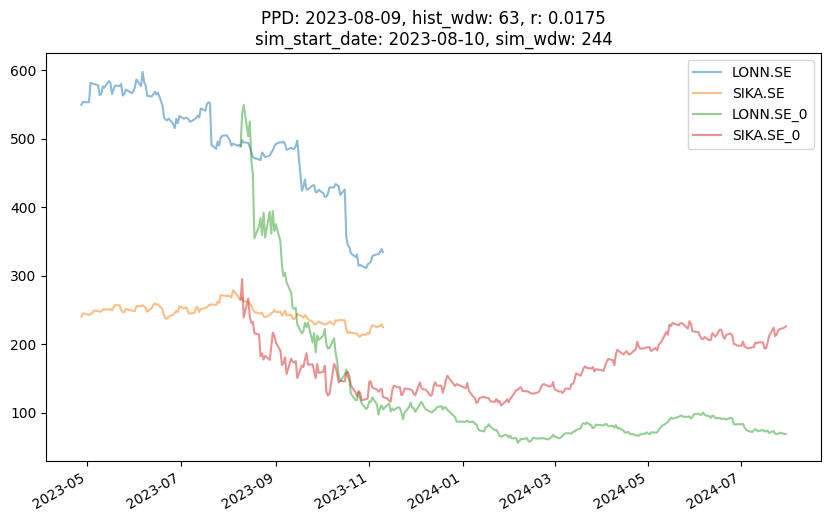 PPD: 2023-08-09, hist_wdw: 63, r: 0.0175
sim_start_date: 2023-08-10, sim_wdw: 244
LONN.SE
SIKA.SE
LONN.SE_0
SIKA.SE_0
600
500
400
300
200
100
2023-05
2023-07
2023-09
2023-11
2024-01
2024-03
2024-05
2024-07